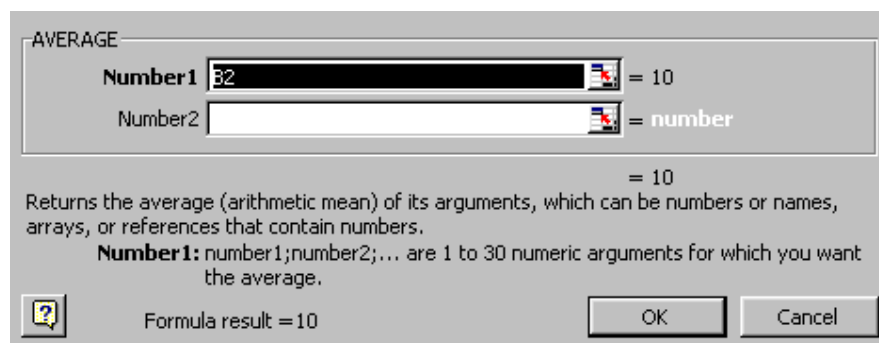 AVERAGE
Number1 B2 = 10
Number2 = number
= 10
Returns the average (arithmetic mean) of its arguments, which can be numbers or names,
arrays, or references that contain numbers.
Number1: number1;number2;... are 1 to 30 numeric arguments for which you want
the average.
? Formula result =10 OK Cancel